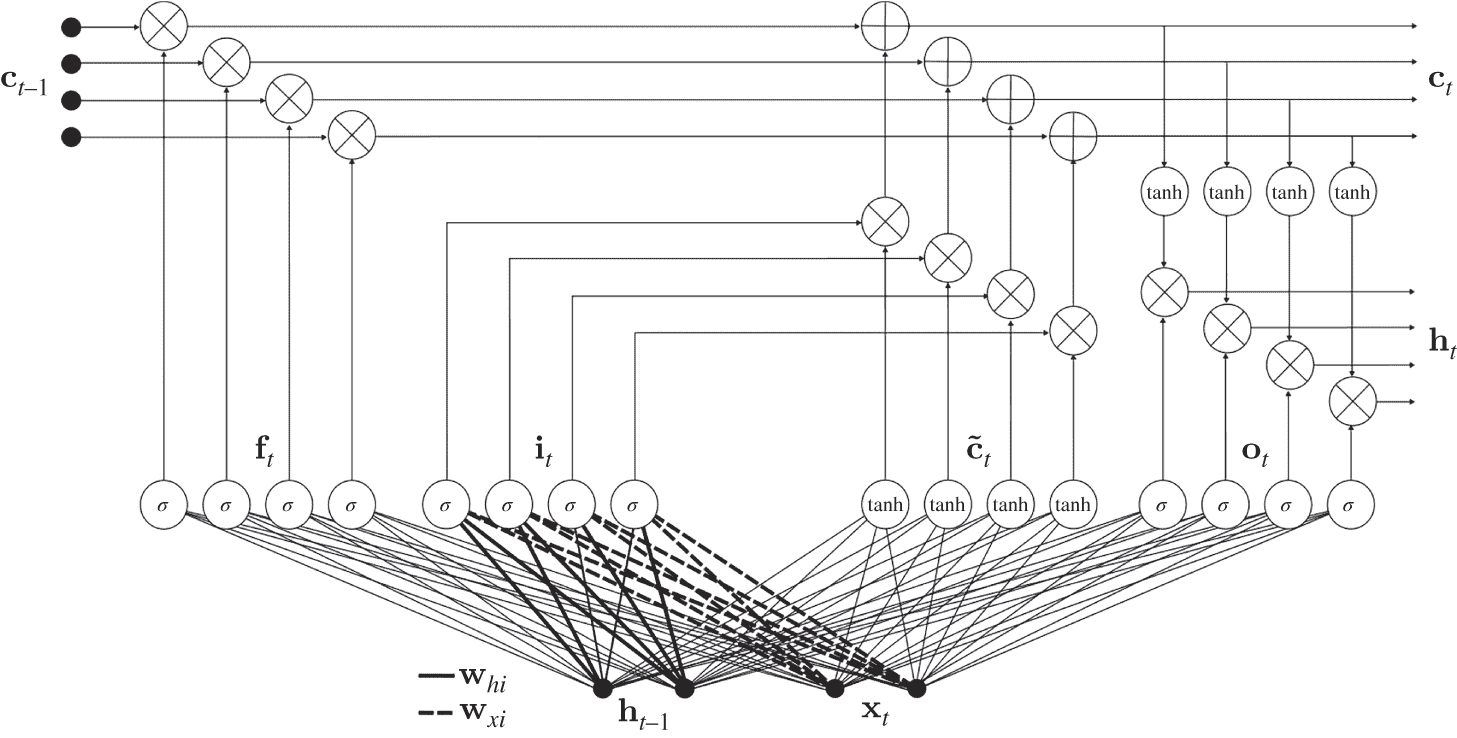 c_{t–1}
c_t
tanh tanh tanh tanh
h_t
f_t i_t c̃_t o_t
σ σ σ σ σ σ σ σ tanh tanh tanh tanh σ σ σ σ
w_{hi}
w_{xi}
h_{t–1} x_t